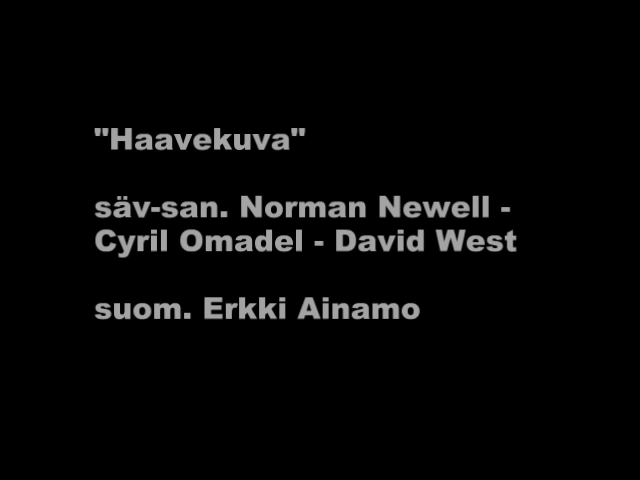 "Haavekuva"
säv-san. Norman Newell -
Cyril Omadel - David West
suom. Erkki Ainamo